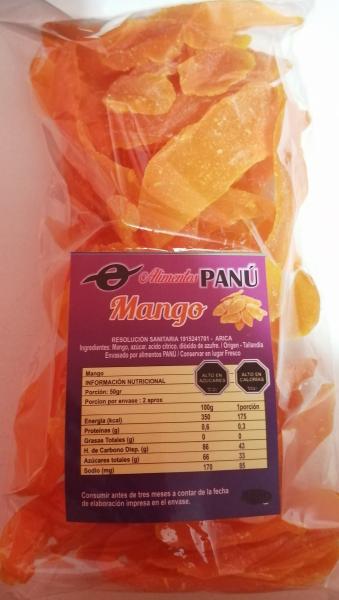 Alimentos PANÚ
Mango
RESOLUCIÓN SANITARIA 1915241701 - ARICA
Ingredientes: Mango, azúcar, acido citrico, dióxido de azufre. / Origen - Tailandia
Envasado por alimentos PANÚ / Conservar en lugar Fresco
Mango
INFORMACIÓN NUTRICIONAL
Porción: 50gr
Porcion por envase : 2 apros
ALTO EN AZÚCARES
ALTO EN CALORÍAS
100g 1porción
Energía (kcal) 350 175
Proteínas (g) 0,6 0,3
Grasas Totales (g) 0 0
H. de Carbono Disp. (g) 86 43
Azúcares totales (g) 66 33
Sodio (mg) 170 85
Consumir antes de tres meses a contar de la fecha
de elaboración impresa en el envase.